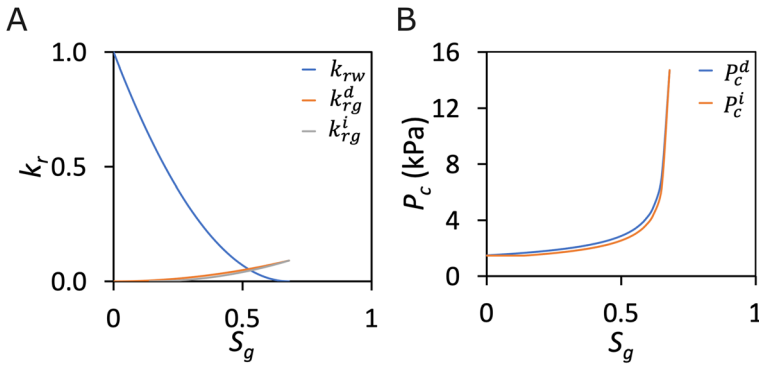 A
1.0
0.5
0.0
k_r
k_rw
k_rg^d
k_rg^i
0
0.5
1
S_g
B
16
12
8
4
0
P_c (kPa)
P_c^d
P_c^i
0
0.5
1
S_g